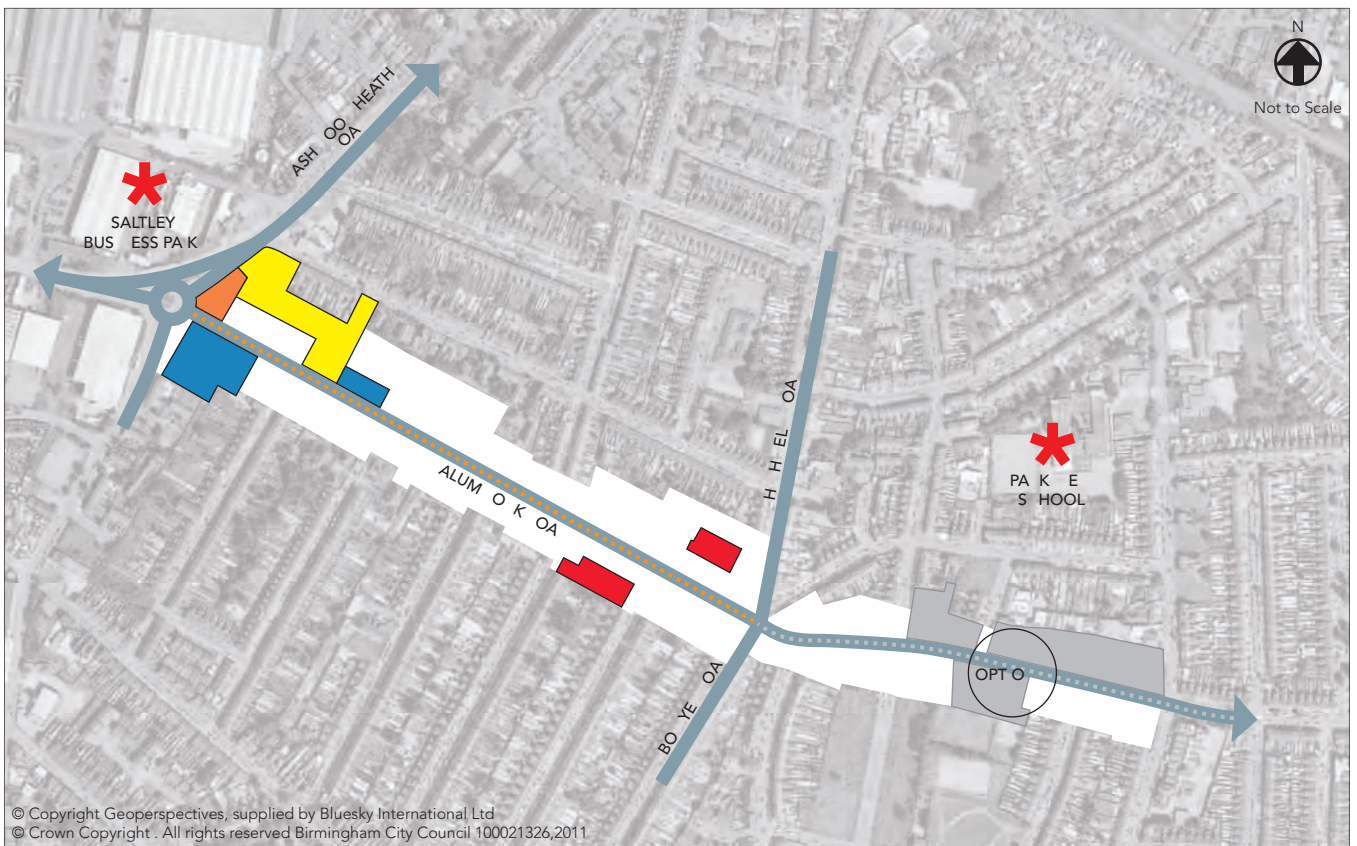 N
Not to Scale
ASH OO HEATH
OA
SALTLEY
BUS ESS PA K
H H EL OA
PA K E
S HOOL
ALUM O K OA
OPT O
BO YE OA
© Copyright Geoperspectives, supplied by Bluesky International Ltd
© Crown Copyright . All rights reserved Birmingham City Council 100021326,2011